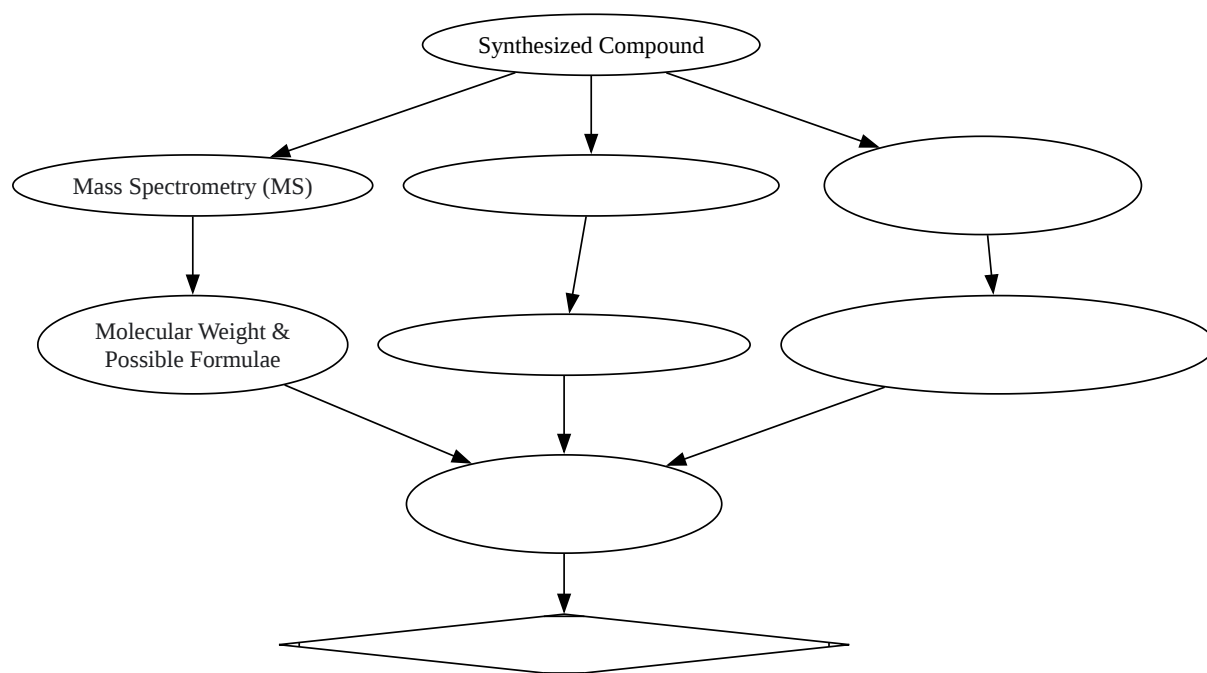 Synthesized Compound
Mass Spectrometry (MS)
Molecular Weight &
Possible Formulae